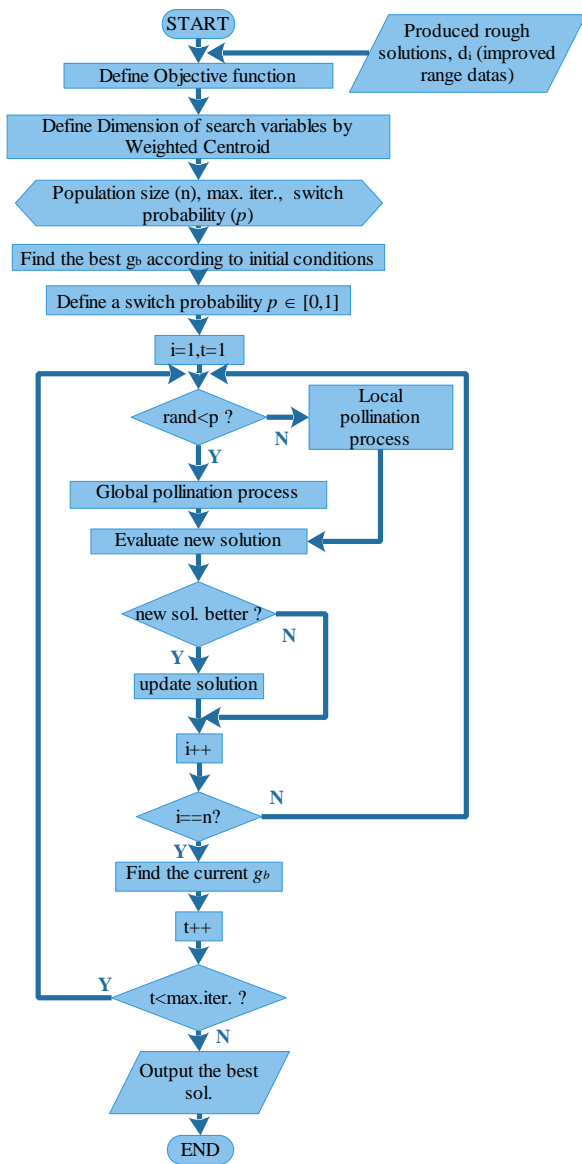 START
Produced rough
solutions, di (improved
range datas)
Define Objective function
Define Dimension of search variables by
Weighted Centroid
Population size (n), max. iter., switch
probability (p)
Find the best gb according to initial conditions
Define a switch probability p ∈ [0,1]
i=1,t=1
rand<p ?
N
Local
pollination
process
Y
Global pollination process
Evaluate new solution
new sol. better ?
N
Y
update solution
i++
i==n?
N
Y
Find the current gb
t++
t<max.iter. ?
Y
N
Output the best
sol.
END